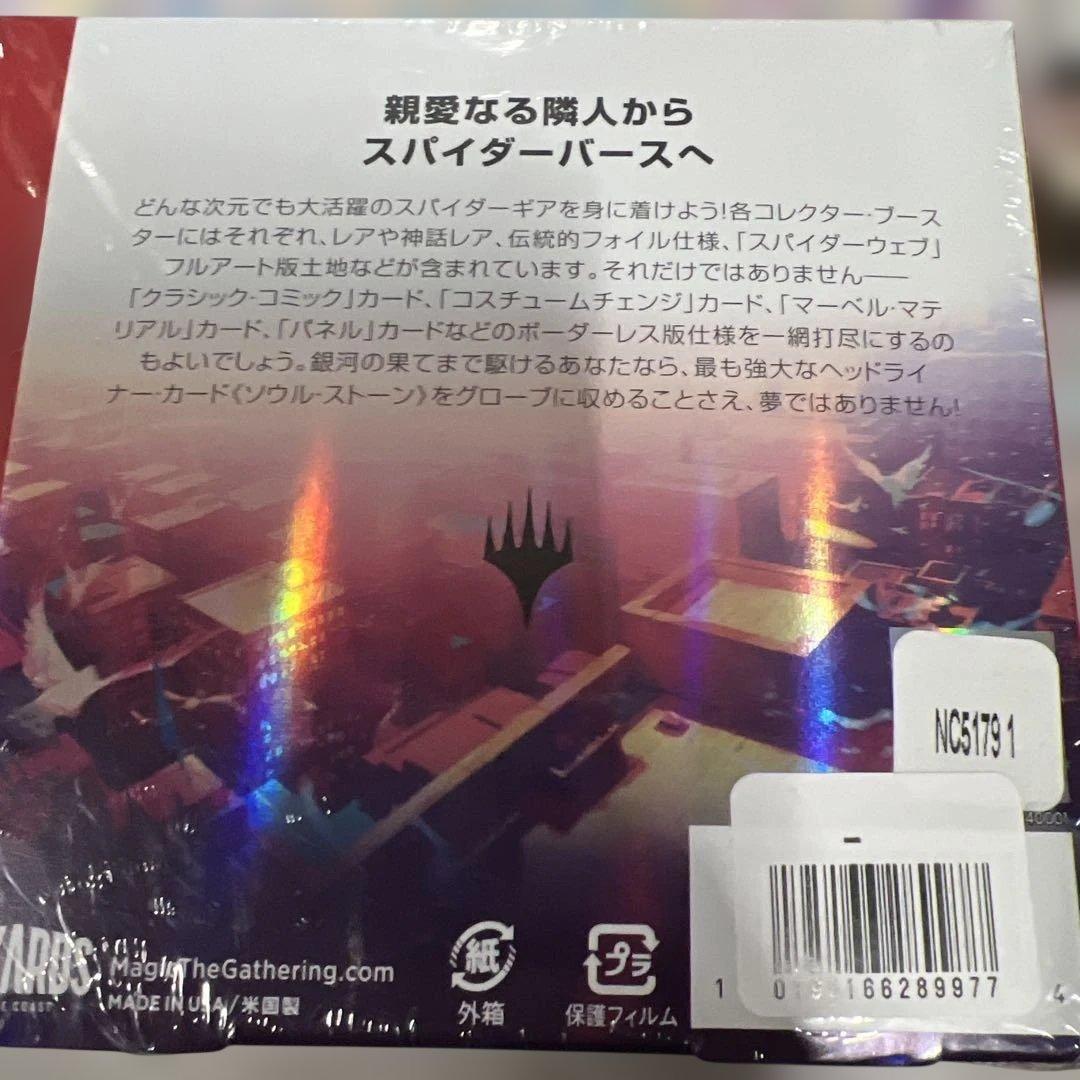 親愛なる隣人から
スパイダーバースへ
どんな次元でも大活躍のスパイダーギアを身に着けよう!各コレクター・ブース
ターにはそれぞれ、レアや神話レア、伝統的フォイル仕様、「スパイダーウェブ」
フルアート版土地などが含まれています。それだけではありません――
「クラシック・コミック」カード、「コスチュームチェンジ」カード、「マーベル・マテ
リアル」カード、「パネル」カードなどのボーダーレス版仕様を一網打尽にするの
もよいでしょう。銀河の果てまで駆けるあなたなら、最も強大なヘッドライ
ナー・カード《ソウル・ストーン》をグローブに収めることさえ、夢ではありません!
NC5179 1
MagicTheGathering.com
MADE IN USA/米国製
紙
外箱
プラ
保護フィルム
166289977
4